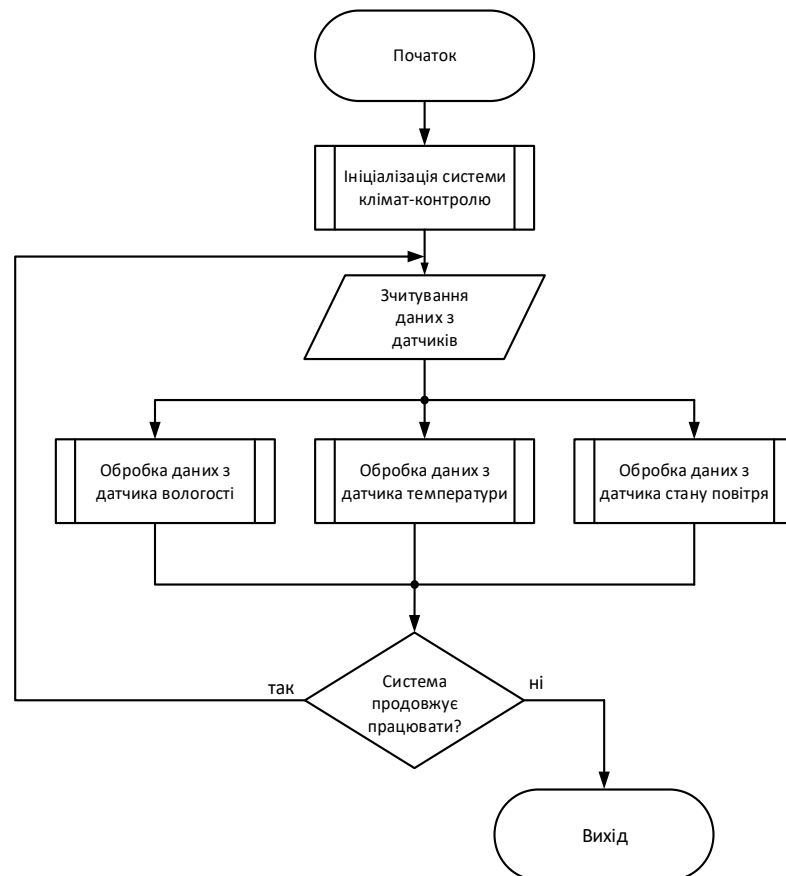 Початок
Ініціалізація системи
клімат-контролю
Зчитування
даних з
датчиків
Обробка даних з
датчика вологості
Обробка даних з
датчика температури
Обробка даних з
датчика стану повітря
Система
продовжує
працювати?
так
ні
Вихід